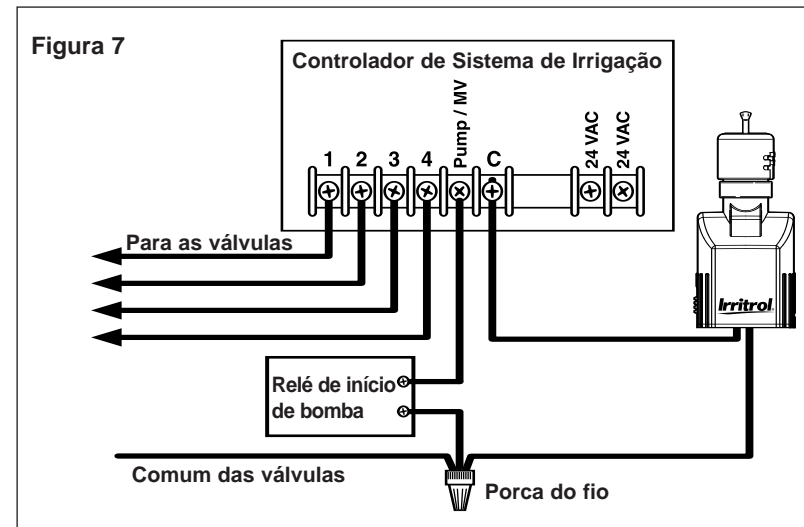 Figura 7
Controlador de Sistema de Irrigação
1 2 3 4 Pump / MV C 24 VAC 24 VAC
Para as válvulas
Irritrol
Relé de início
de bomba
Comum das válvulas
Porca do fio